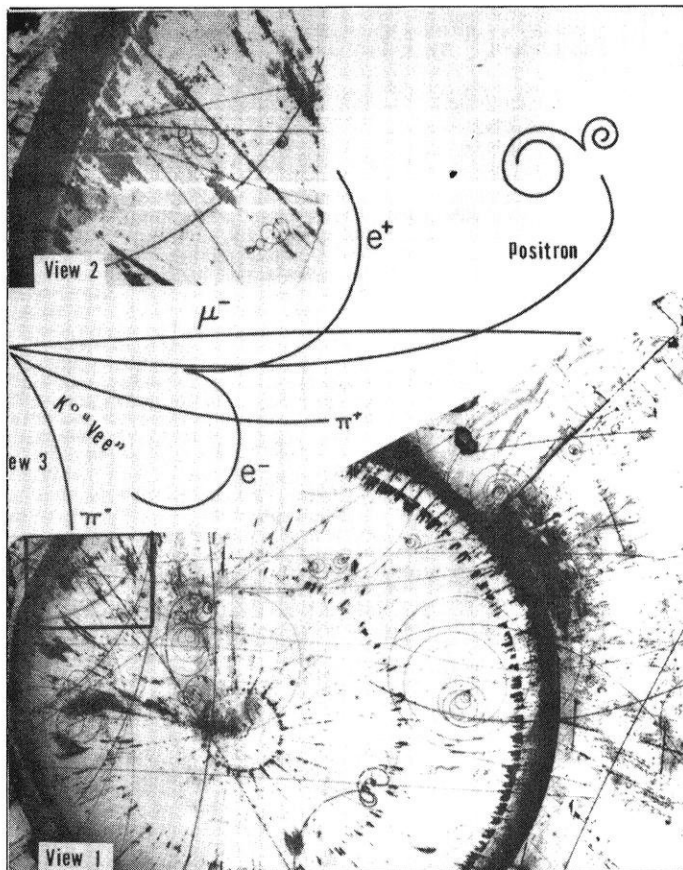 View 2
e+
Positron
μ-
K° "Vee"
π+
ew 3
e-
π-
View 1